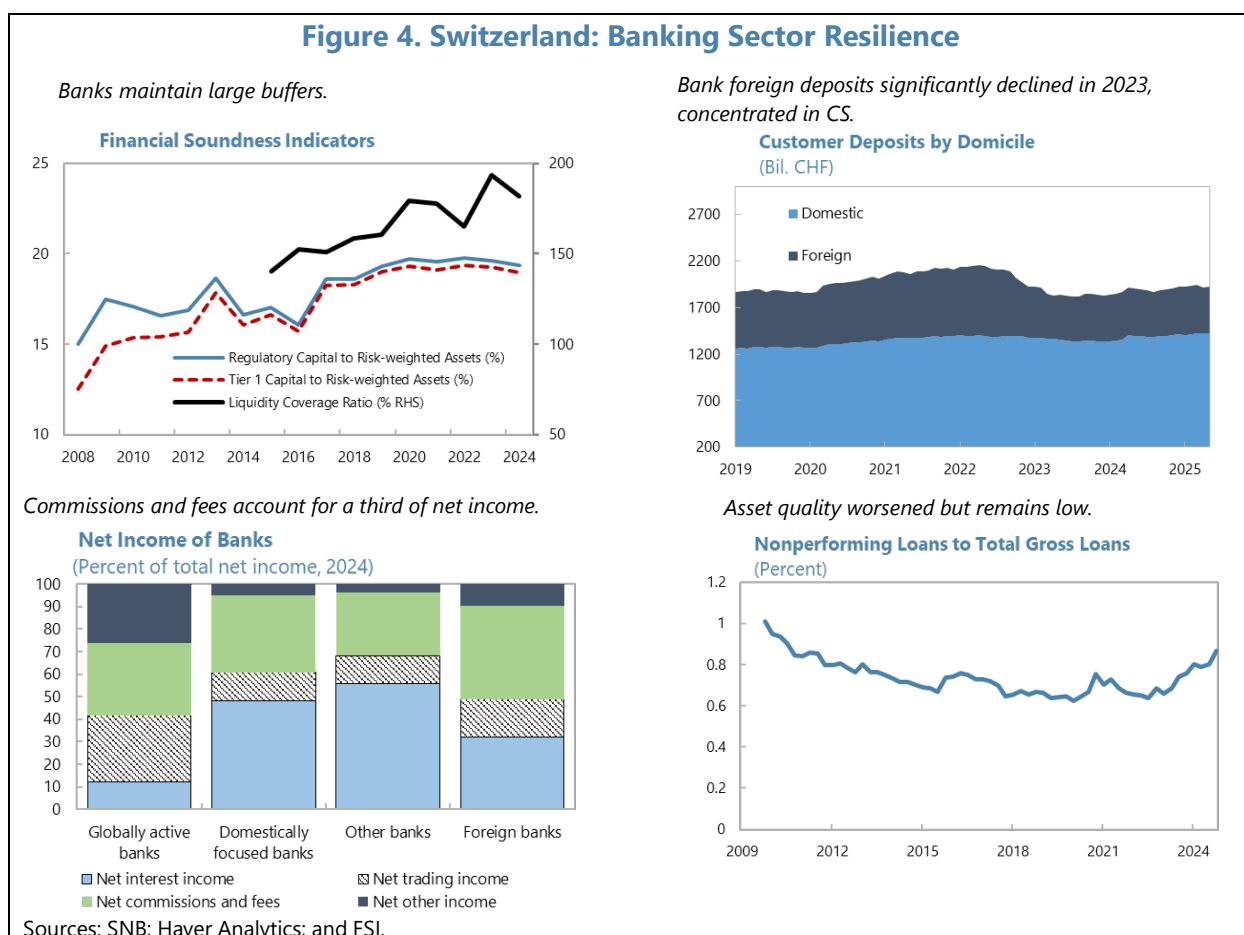 Figure 4. Switzerland: Banking Sector Resilience
Banks maintain large buffers.
Financial Soundness Indicators
25
20
15
10
200
150
100
50
Regulatory Capital to Risk-weighted Assets (%)
Tier 1 Capital to Risk-weighted Assets (%)
Liquidity Coverage Ratio (% RHS)
2008 2010 2012 2014 2016 2018 2020 2022 2024
Bank foreign deposits significantly declined in 2023,
concentrated in CS.
Customer Deposits by Domicile
(Bil. CHF)
2700
2200
1700
1200
700
200
Domestic
Foreign
2019 2020 2021 2022 2023 2024 2025
Commissions and fees account for a third of net income.
Net Income of Banks
(Percent of total net income, 2024)
100
90
80
70
60
50
40
30
20
10
0
Globally active
banks
Domestically
focused banks
Other banks
Foreign banks
Net interest income
Net trading income
Net commissions and fees
Net other income
Asset quality worsened but remains low.
Nonperforming Loans to Total Gross Loans
(Percent)
1.2
1
0.8
0.6
0.4
0.2
0
2009 2012 2015 2018 2021 2024
Sources: SNB; Haver Analytics; and FSI.